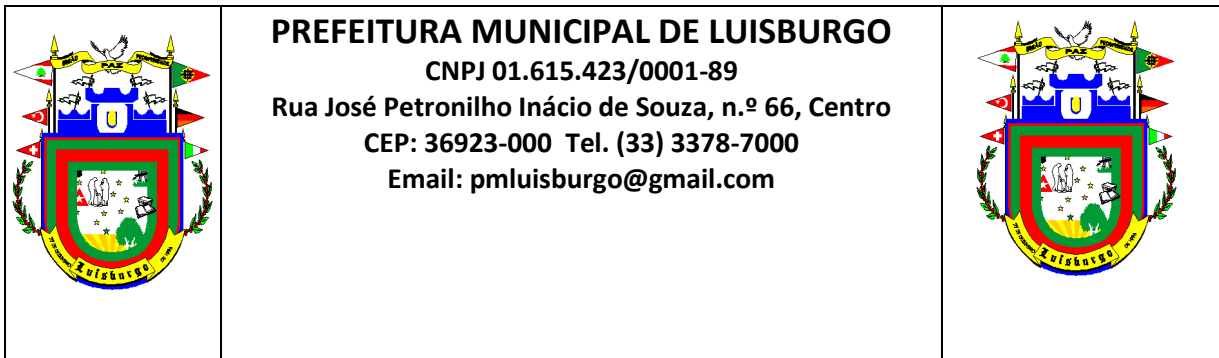 PREFEITURA MUNICIPAL DE LUISBURGO
CNPJ 01.615.423/0001-89
Rua José Petronilho Inácio de Souza, n.º 66, Centro
CEP: 36923-000 Tel. (33) 3378-7000
Email: pmluisburgo@gmail.com
PAZ
Luisburgo
PAZ
Luisburgo